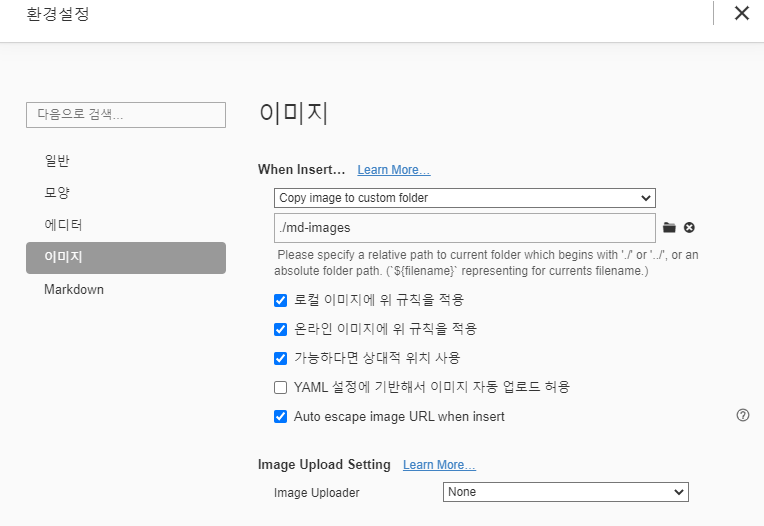 환경설정
다음으로 검색...
일반
모양
에디터
이미지
Markdown
이미지
When Insert... Learn More...
Copy image to custom folder
./md-images
Please specify a relative path to current folder which begins with './' or '../', or an
absolute folder path. (`${filename}` representing for currents filename.)
로컬 이미지에 위 규칙을 적용
온라인 이미지에 위 규칙을 적용
가능하다면 상대적 위치 사용
YAML 설정에 기반해서 이미지 자동 업로드 허용
Auto escape image URL when insert
Image Upload Setting Learn More...
Image Uploader None